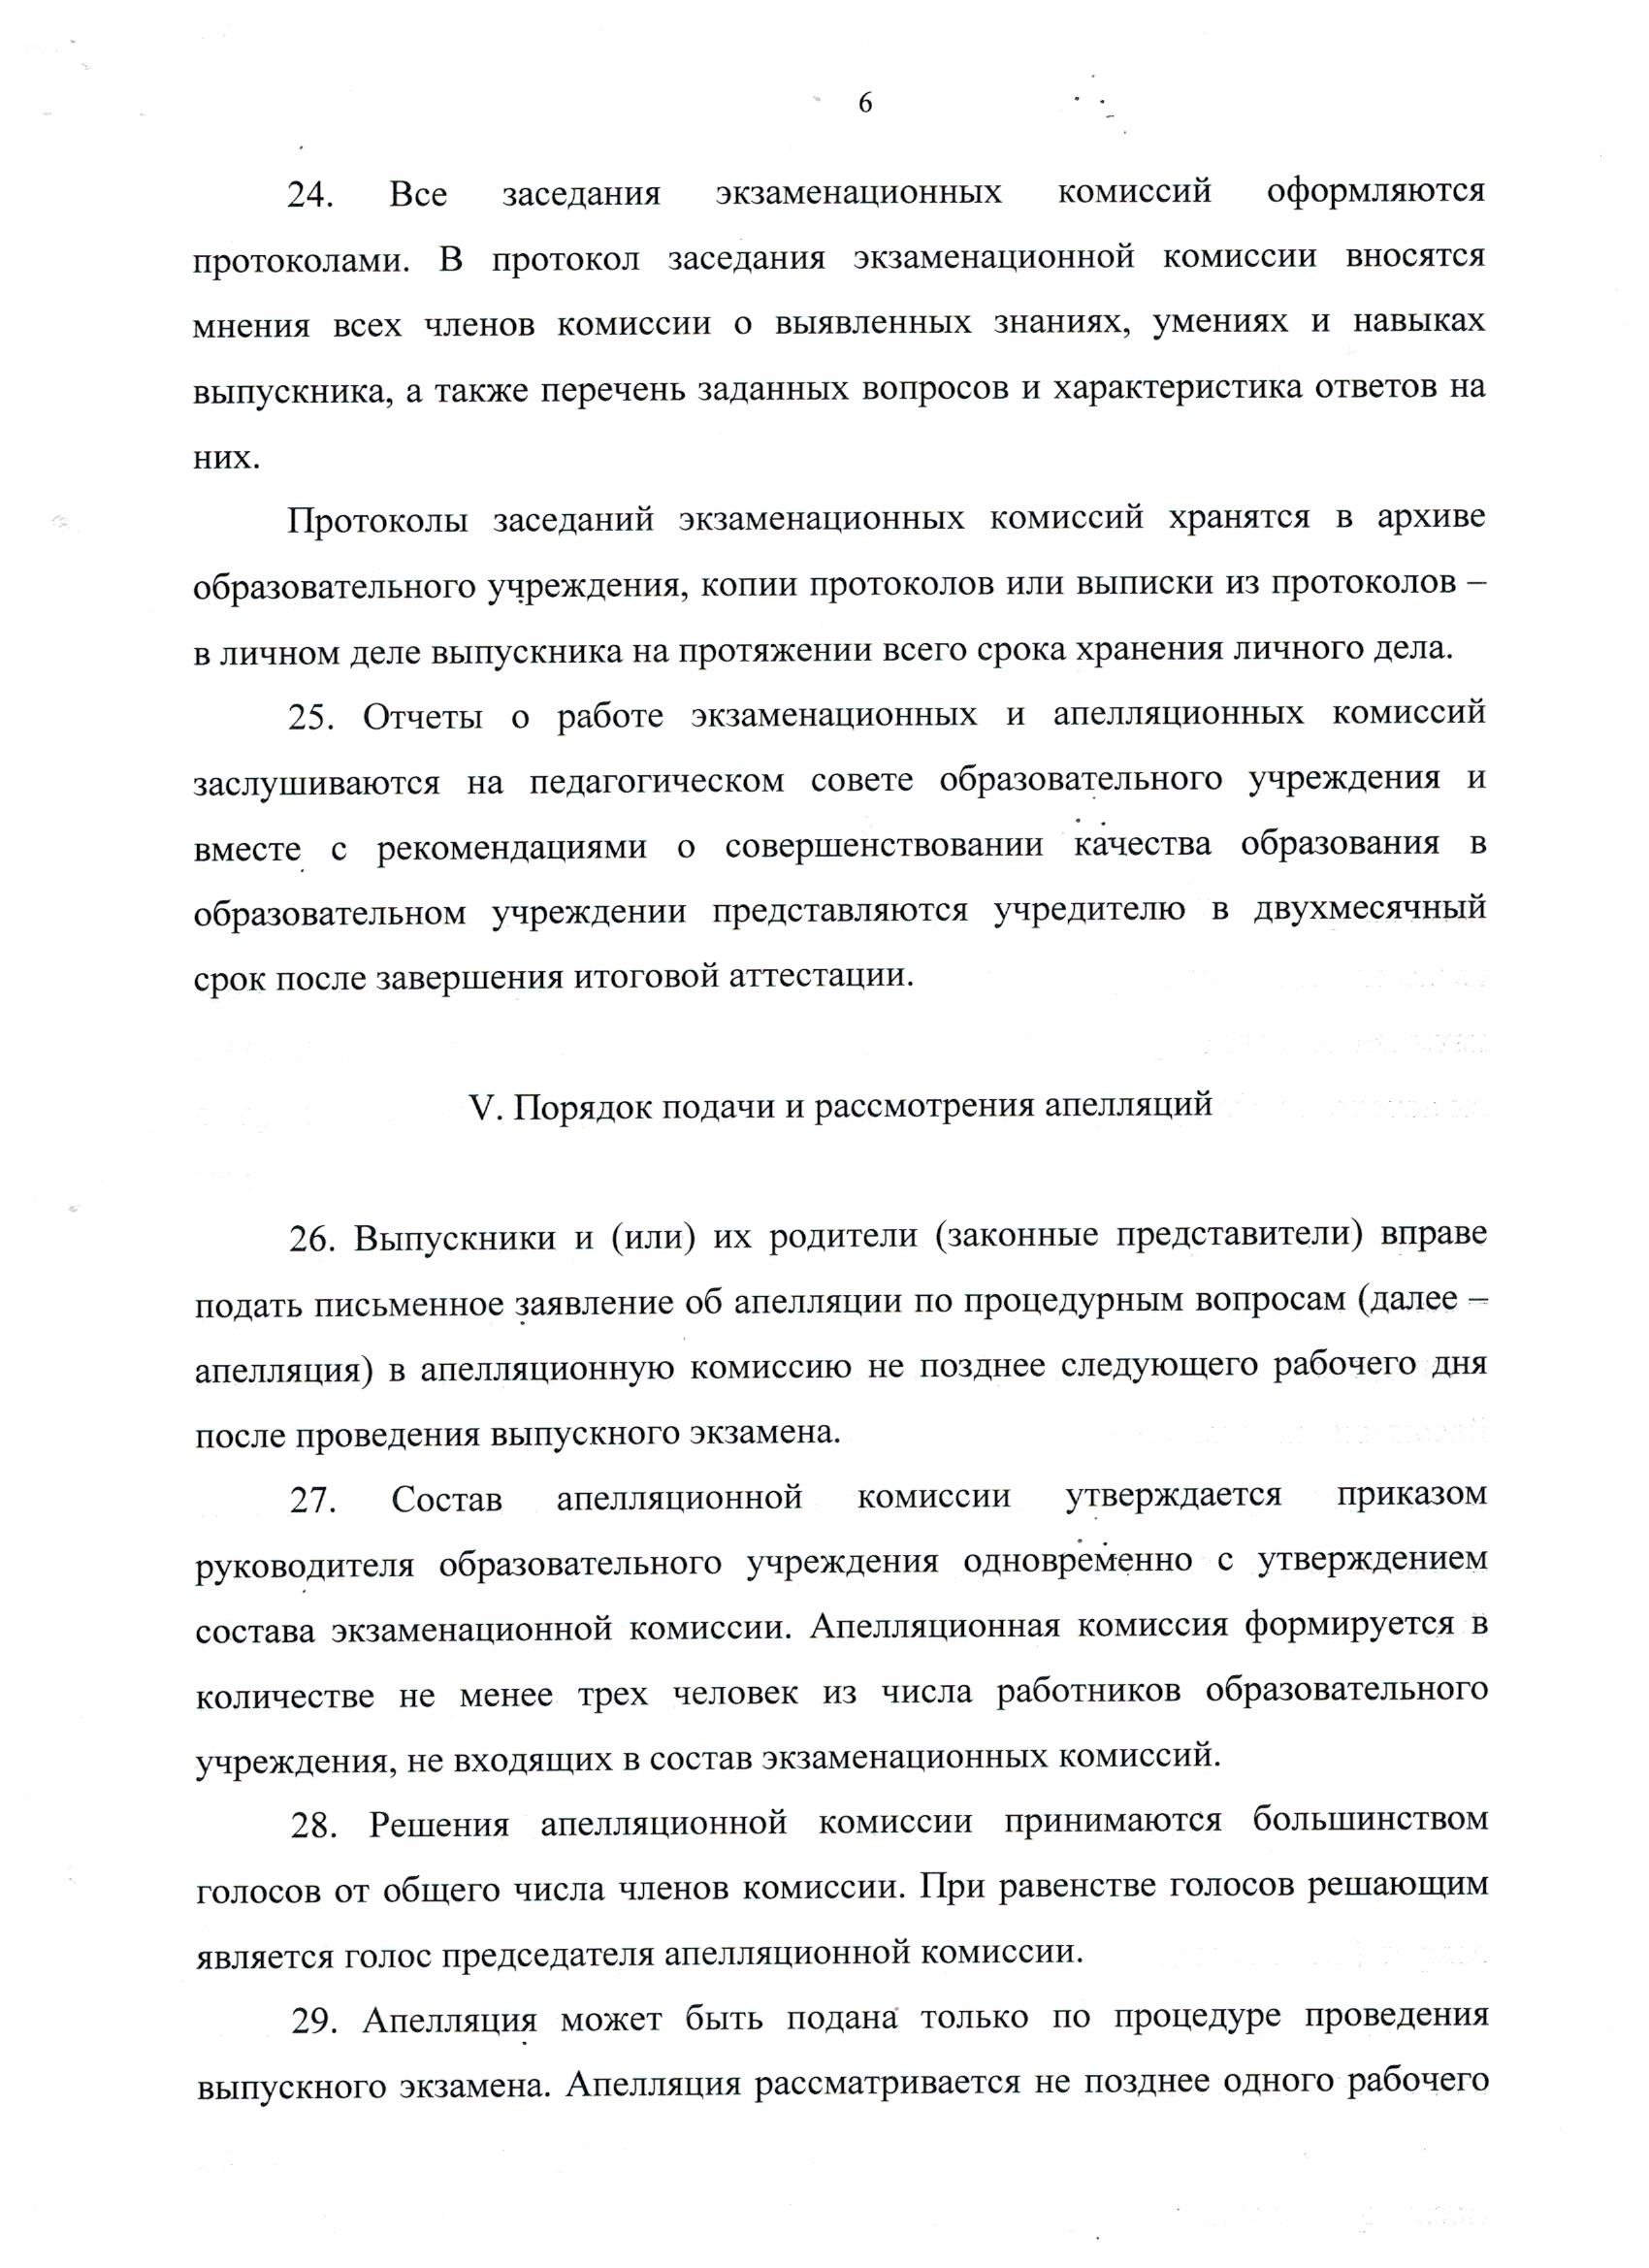 6
24. Все заседания экзаменационных комиссий оформляются
протоколами. В протокол заседания экзаменационной комиссии вносятся
мнения всех членов комиссии о выявленных знаниях, умениях и навыках
выпускника, а также перечень заданных вопросов и характеристика ответов на
них.
Протоколы заседаний экзаменационных комиссий хранятся в архиве
образовательного учреждения, копии протоколов или выписки из протоколов –
в личном деле выпускника на протяжении всего срока хранения личного дела.
25. Отчеты о работе экзаменационных и апелляционных комиссий
заслушиваются на педагогическом совете образовательного учреждения и
вместе с рекомендациями о совершенствовании качества образования в
образовательном учреждении представляются учредителю в двухмесячный
срок после завершения итоговой аттестации.
V. Порядок подачи и рассмотрения апелляций
26. Выпускники и (или) их родители (законные представители) вправе
подать письменное заявление об апелляции по процедурным вопросам (далее –
апелляция) в апелляционную комиссию не позднее следующего рабочего дня
после проведения выпускного экзамена.
27. Состав апелляционной комиссии утверждается приказом
руководителя образовательного учреждения одновременно с утверждением
состава экзаменационной комиссии. Апелляционная комиссия формируется в
количестве не менее трех человек из числа работников образовательного
учреждения, не входящих в состав экзаменационных комиссий.
28. Решения апелляционной комиссии принимаются большинством
голосов от общего числа членов комиссии. При равенстве голосов решающим
является голос председателя апелляционной комиссии.
29. Апелляция может быть подана только по процедуре проведения
выпускного экзамена. Апелляция рассматривается не позднее одного рабочего